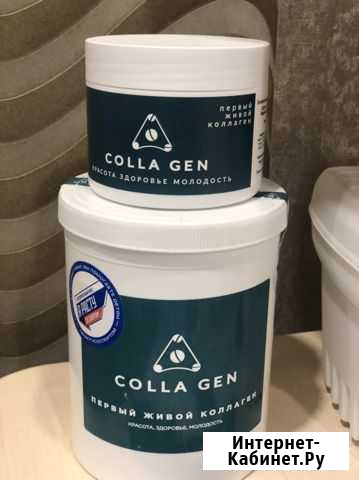 COLLA GEN
КРАСОТА ЗДОРОВЬЕ МОЛОДОСТЬ
первый
живой
коллаген
Я РАСТУ
COLLA GEN
ПЕРВЫЙ ЖИВОЙ КОЛЛАГЕН
КРАСОТА, ЗДОРОВЬЕ, МОЛОДОСТЬ
Интернет-
Кабинет.Ру